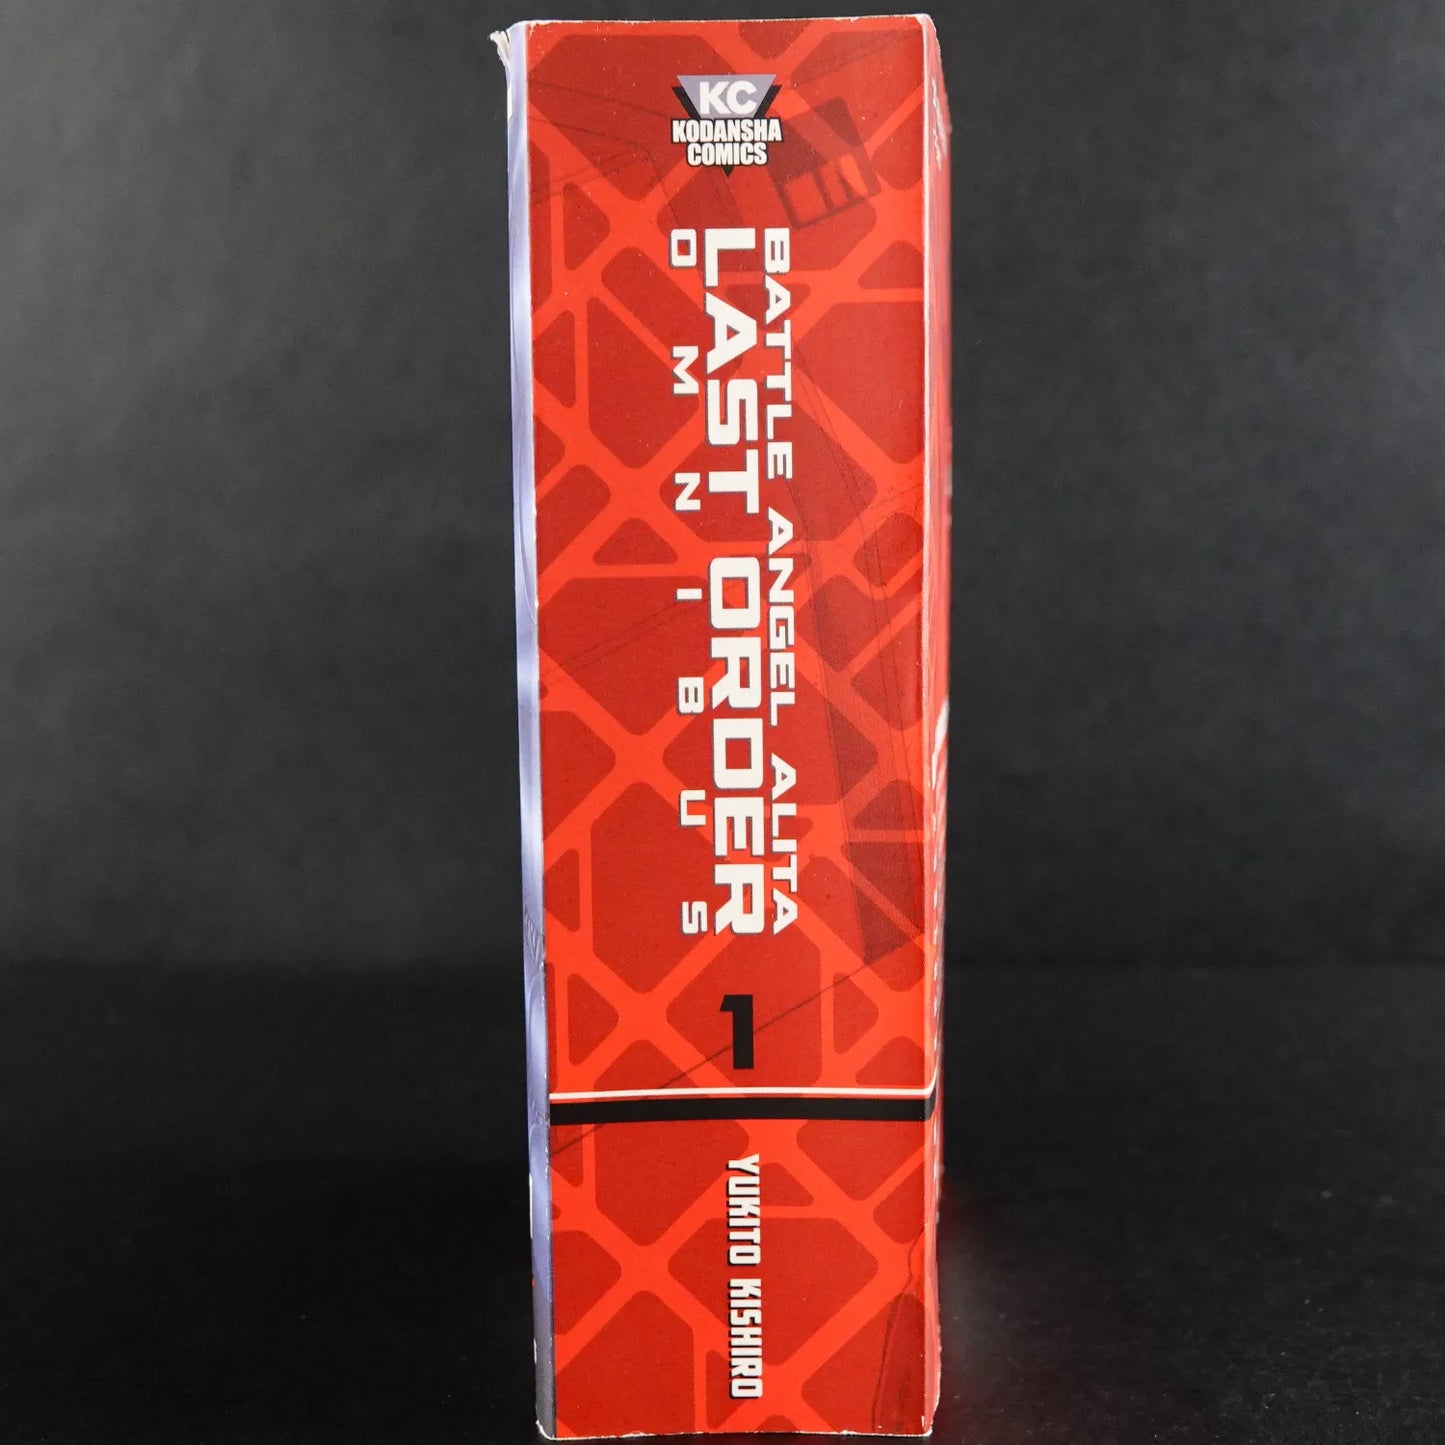 KC
KODANSHA
COMICS
BATTLE ANGEL ALITA
LAST ORDER
OMNIBUS
1
YUKITO KISHIRO